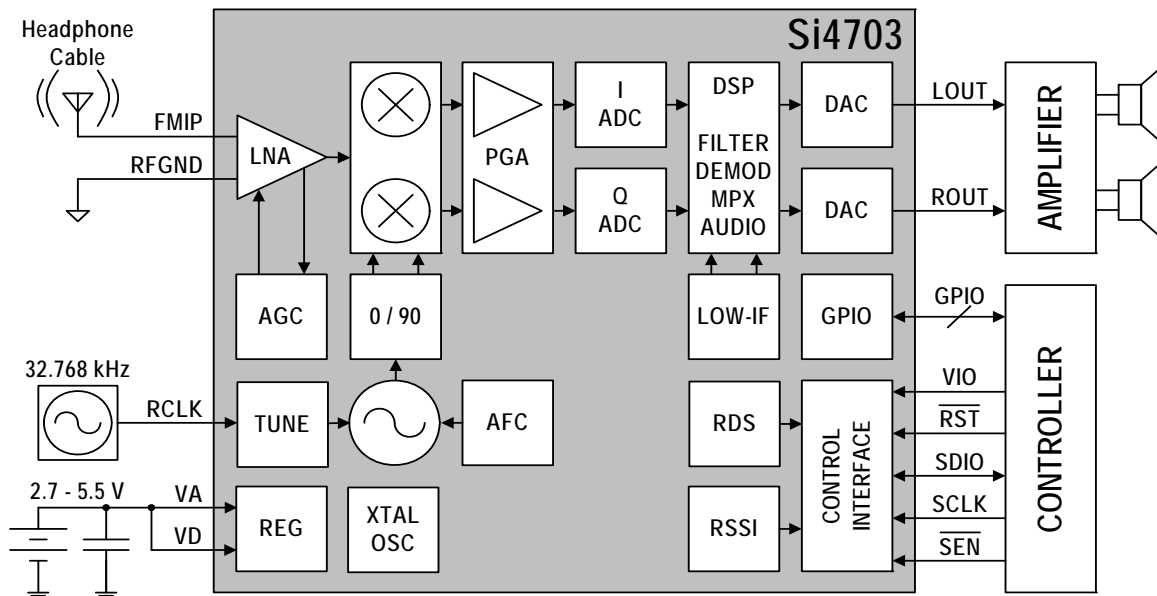 Si4703
Headphone
Cable
FMIP
RFGND
LNA
PGA
I
ADC
Q
ADC
DSP
FILTER
DEMOD
MPX
AUDIO
DAC
DAC
LOUT
ROUT
AMPLIFIER
AGC
0 / 90
LOW-IF
GPIO
GPIO
32.768 kHz
RCLK
TUNE
AFC
RDS
CONTROL
INTERFACE
VIO
RST
SDIO
SCLK
SEN
CONTROLLER
2.7 - 5.5 V
VA
VD
REG
XTAL
OSC
RSSI